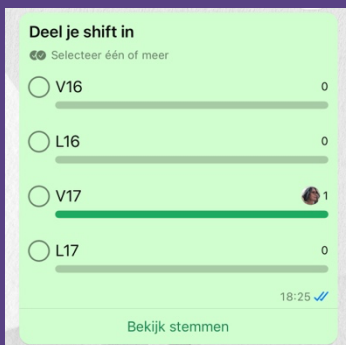 Deel je shift in
Selecteer één of meer
V16 0
L16 0
V17 1
L17 0
18:25
Bekijk stemmen